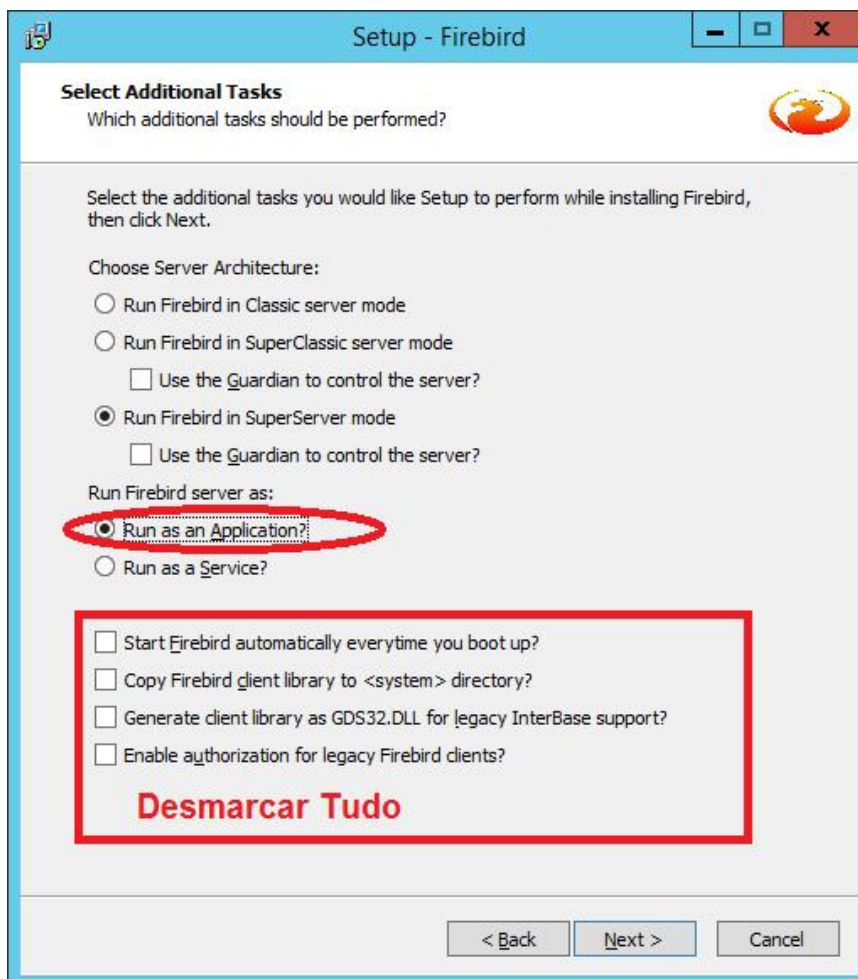 Setup - Firebird
Select Additional Tasks
Which additional tasks should be performed?
Select the additional tasks you would like Setup to perform while installing Firebird,
then click Next.
Choose Server Architecture:
Run Firebird in Classic server mode
Run Firebird in SuperClassic server mode
Use the Guardian to control the server?
Run Firebird in SuperServer mode
Use the Guardian to control the server?
Run Firebird server as:
Run as an Application?
Run as a Service?
Start Firebird automatically everytime you boot up?
Copy Firebird client library to <system> directory?
Generate client library as GDS32.DLL for legacy InterBase support?
Enable authorization for legacy Firebird clients?
Desmarcar Tudo
< Back Next > Cancel